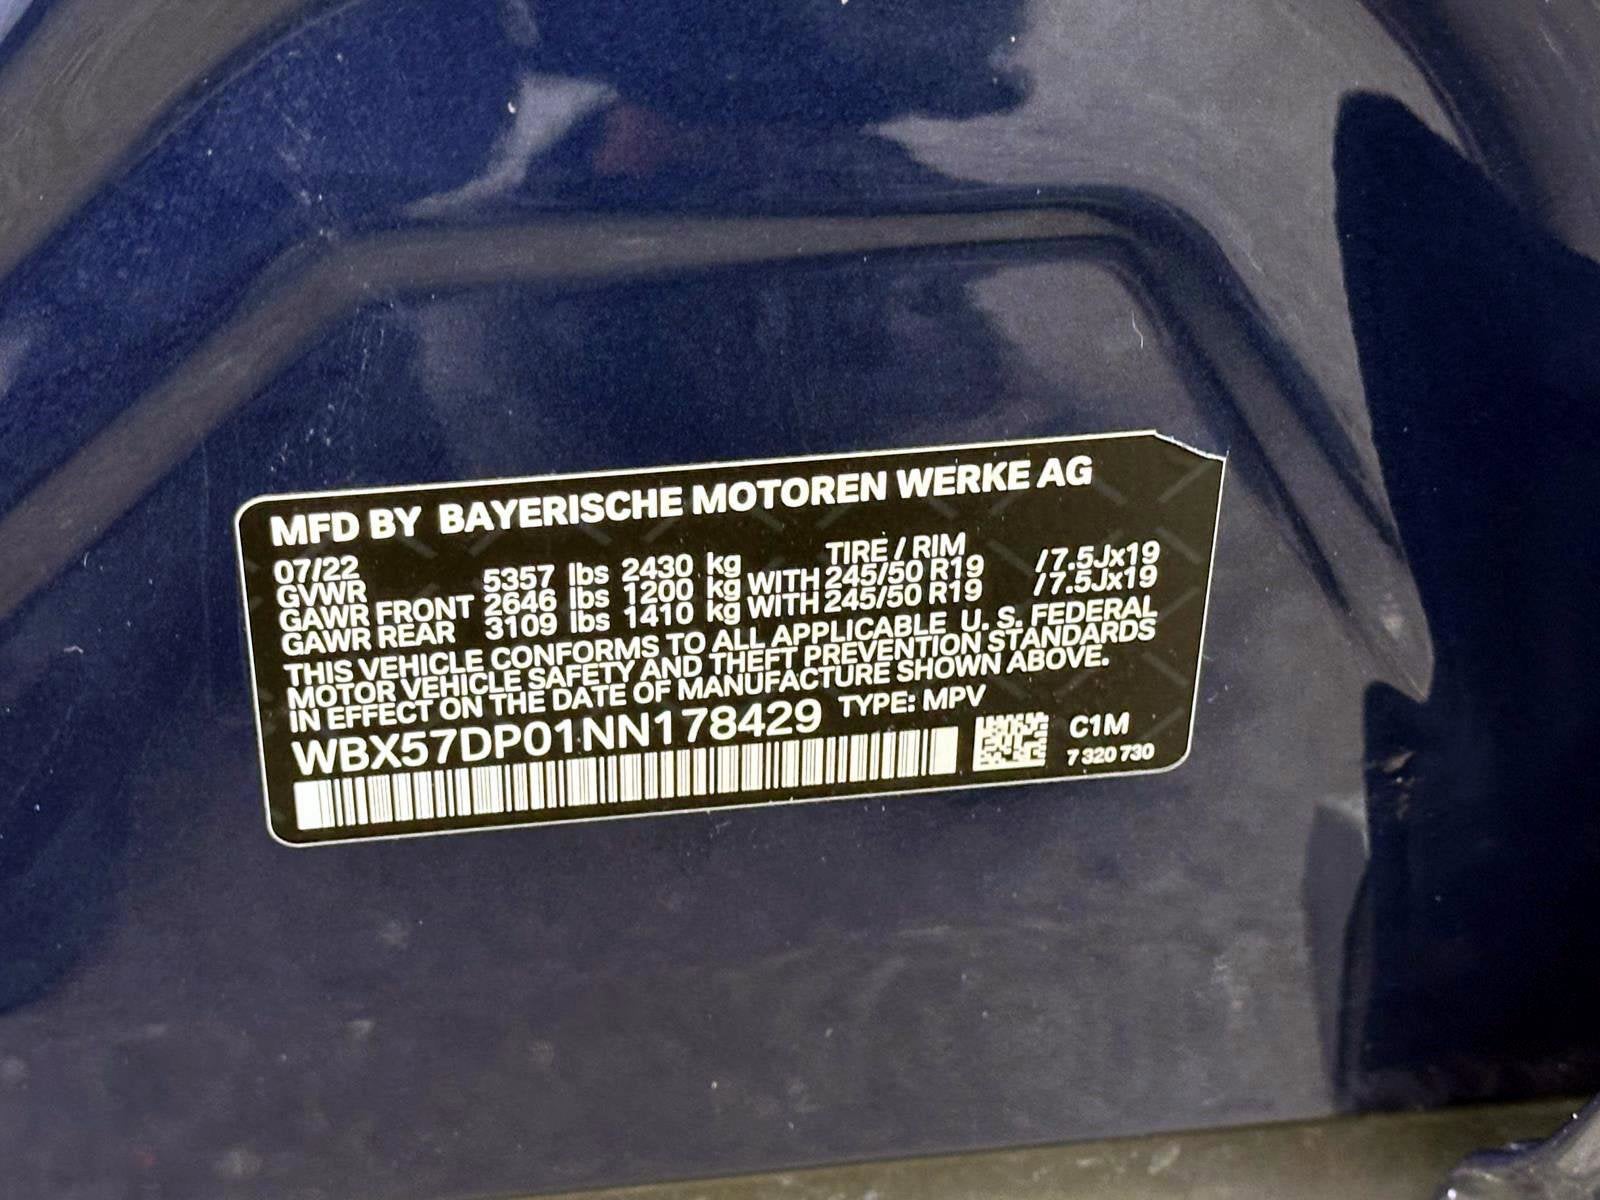 MFD BY BAYERISCHE MOTOREN WERKE AG
07/22 TIRE / RIM
GVWR 5357 lbs 2430 kg
GAWR FRONT 2646 lbs 1200 kg WITH 245/50 R19 /7.5Jx19
GAWR REAR 3109 lbs 1410 kg WITH 245/50 R19 /7.5Jx19
THIS VEHICLE CONFORMS TO ALL APPLICABLE U. S. FEDERAL
MOTOR VEHICLE SAFETY AND THEFT PREVENTION STANDARDS
IN EFFECT ON THE DATE OF MANUFACTURE SHOWN ABOVE.
WBX57DP01NN178429 TYPE: MPV
C1M
7 320 730